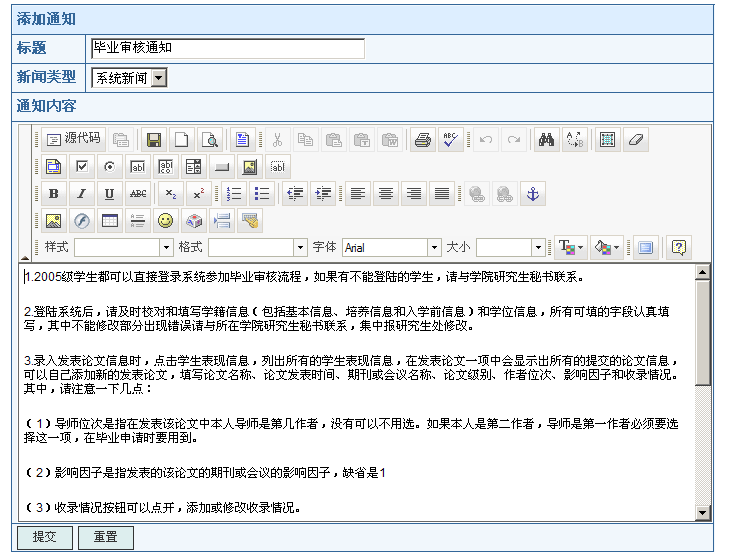 添加通知
标题
毕业审核通知
新闻类型
系统新闻
通知内容
源代码
B I U ABC X2 X2
样式
格式
字体
Arial
大小
1.2005级学生都可以直接登录系统参加毕业审核流程，如果有不能登陆的学生，请与学院研究生秘书联系。
2.登陆系统后，请及时校对和填写学籍信息（包括基本信息、培养信息和入学前信息）和学位信息，所有可填的字段认真填
写，其中不能修改部分出现错误请与所在学院研究生秘书联系，集中报研究生处修改。
3.录入发表论文信息时，点击学生表现信息，列出所有的学生表现信息，在发表论文一项中会显示出所有的提交的论文信息，
可以自己添加新的发表论文，填写论文名称、论文发表时间、期刊或会议名称、论文级别、作者位次、影响因子和收录情况。
其中，请注意一下几点：
（1）导师位次是指在发表该论文中本人导师是第几作者，没有可以不用选。如果本人是第二作者，导师是第一作者必须要选
择这一项，在毕业申请时要用到。
（2）影响因子是指发表的该论文的期刊或会议的影响因子，缺省是1
（3）收录情况按钮可以点开，添加或修改收录情况。
提交
重置